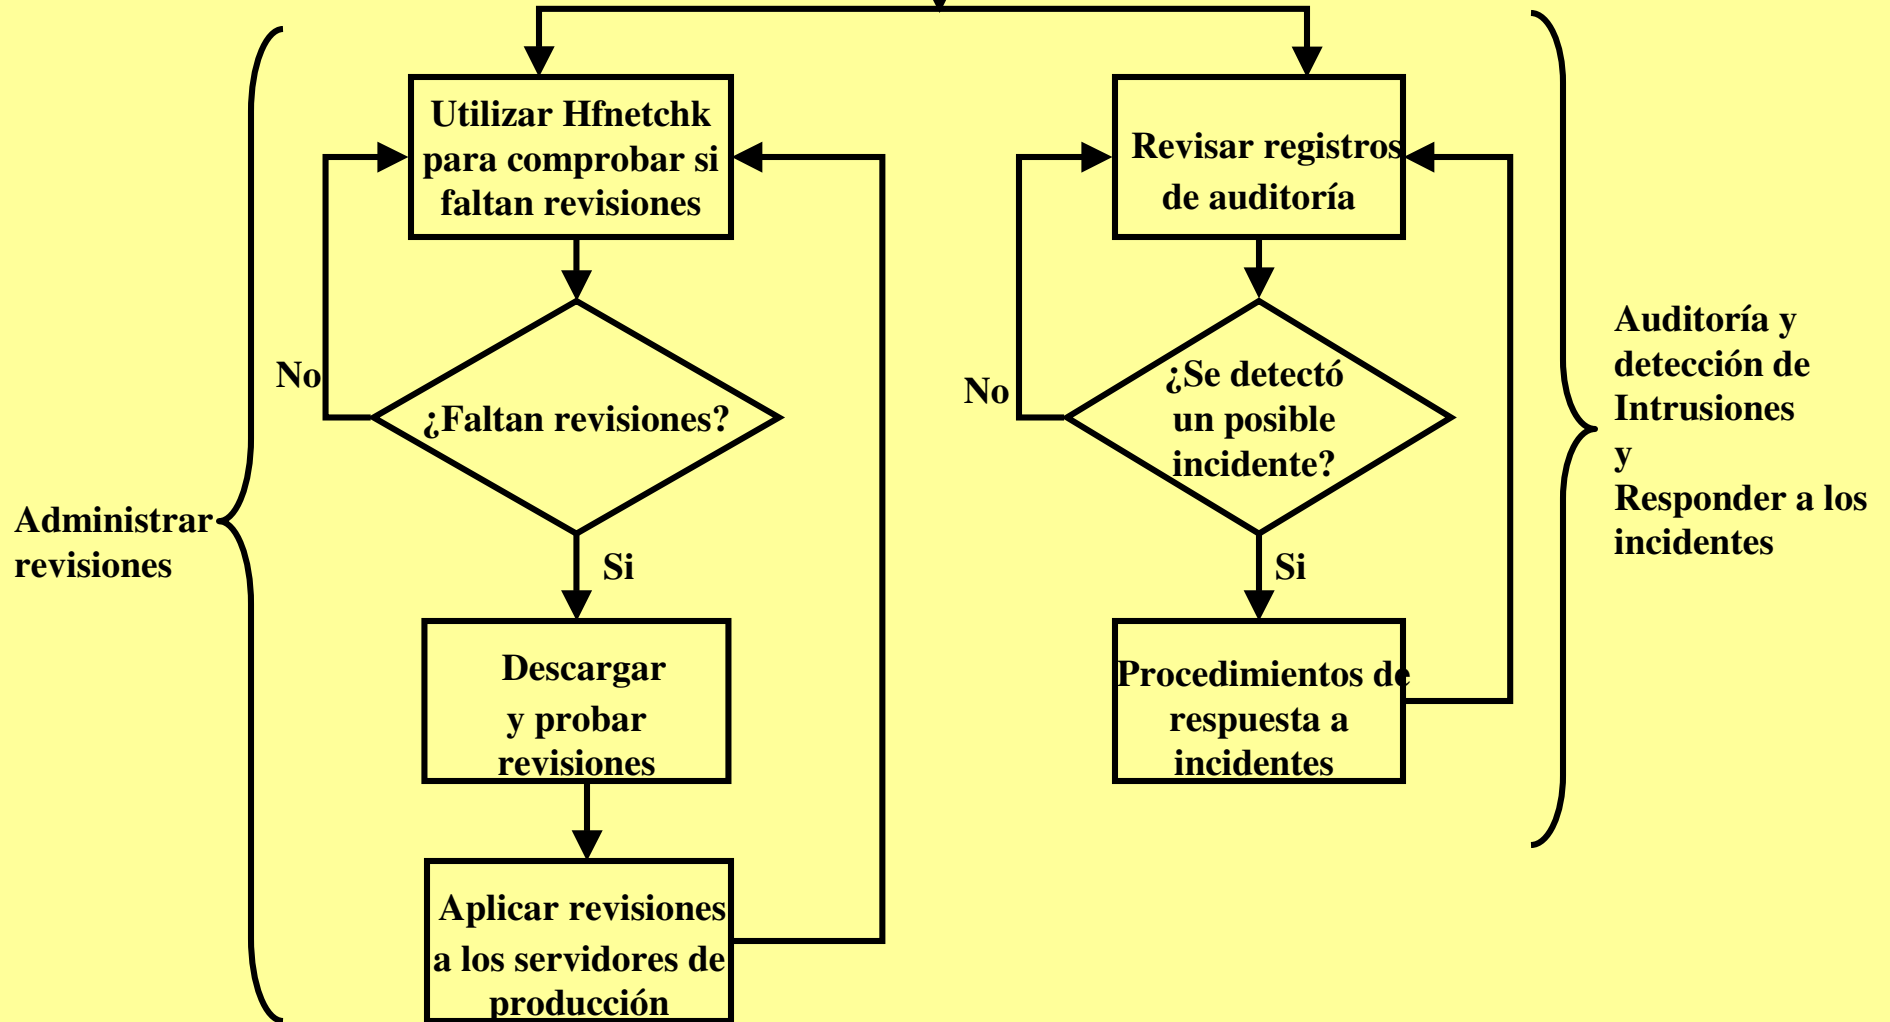 Utilizar Hfnetchk
para comprobar si
faltan revisiones
No
¿Faltan revisiones?
Si
Descargar
y probar
revisiones
Aplicar revisiones
a los servidores de
producción
Administrar
revisiones
Revisar registros
de auditoría
No
¿Se detectó
un posible
incidente?
Si
Procedimientos de
respuesta a
incidentes
Auditoría y
detección de
Intrusiones
y
Responder a los
incidentes